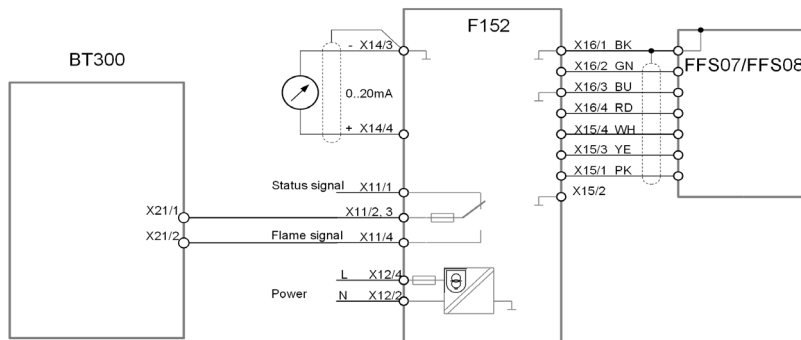 F152
BT300
FFS07/FFS08
- X14/3
0..20mA
+ X14/4
X16/1 BK
X16/2 GN
X16/3 BU
X16/4 RD
X15/4 WH
X15/3 YE
X15/1 PK
X15/2
Status signal X11/1
X21/1 X11/2, 3
X21/2 Flame signal X11/4
L X12/4
Power
N X12/2